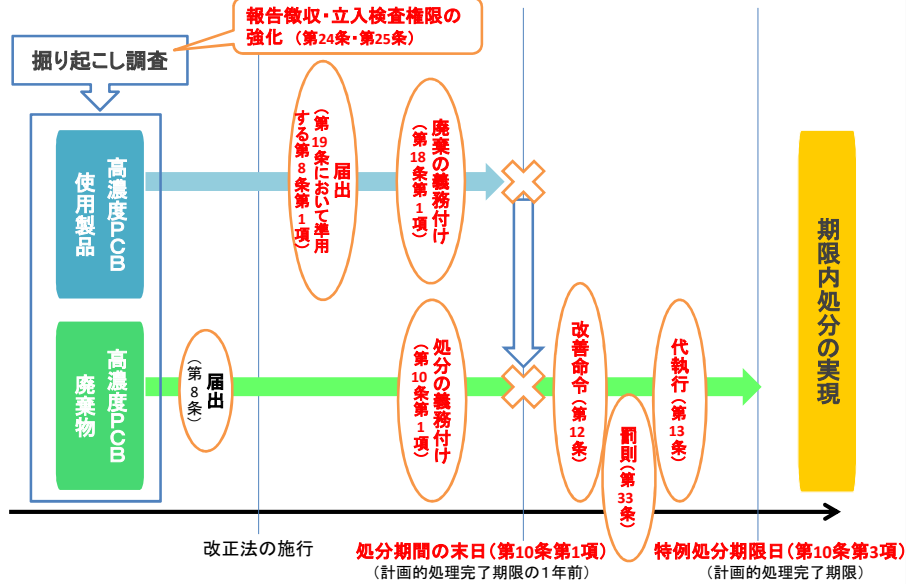 報告徴収・立入検査権限の
強化（第24条・第25条）
掘り起こし調査
高濃度ＰＣＢ
使用製品
届出
（第19条において準用
する第8条第1項）
廃棄の義務付け
（第18条第1項）
高濃度ＰＣＢ
廃棄物
届出
（第８条）
処分の義務付け
（第10条第1項）
改善命令（第12条）
罰則（第33条）
代執行（第13条）
期限内処分の実現
改正法の施行
処分期間の末日（第10条第1項）
（計画的処理完了期限の１年前）
特例処分期限日（第10条第3項）
（計画的処理完了期限）